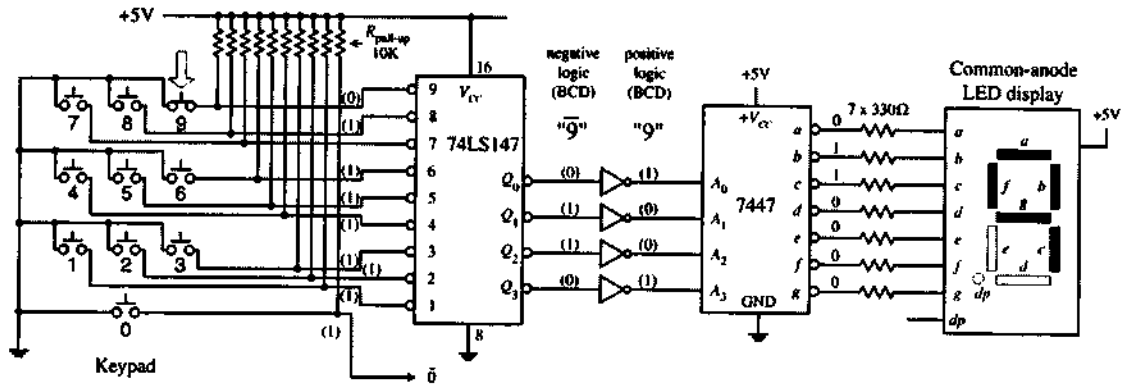 +5V
R pull-up
10K
7 8 9
4 5 6
1 2 3
0
Keypad
(0)
(1)
(1)
(1)
(1)
(1)
(1)
(1)
(1)
0̄
16
Vcc
74LS147
9
8
7
6
5
4
3
2
1
8
Q0
Q1
Q2
Q3
negative
logic
(BCD)
"9̄"
(0)
(1)
(1)
(0)
positive
logic
(BCD)
"9"
(1)
(0)
(0)
(1)
+5V
+Vcc
7447
A0
A1
A2
A3
GND
a
b
c
d
e
f
g
0
1
1
0
0
0
0
7 x 330Ω
Common-anode
LED display
+5V
a
b
c
d
e
f
g
dp
a
f b
g
e c
d
dp